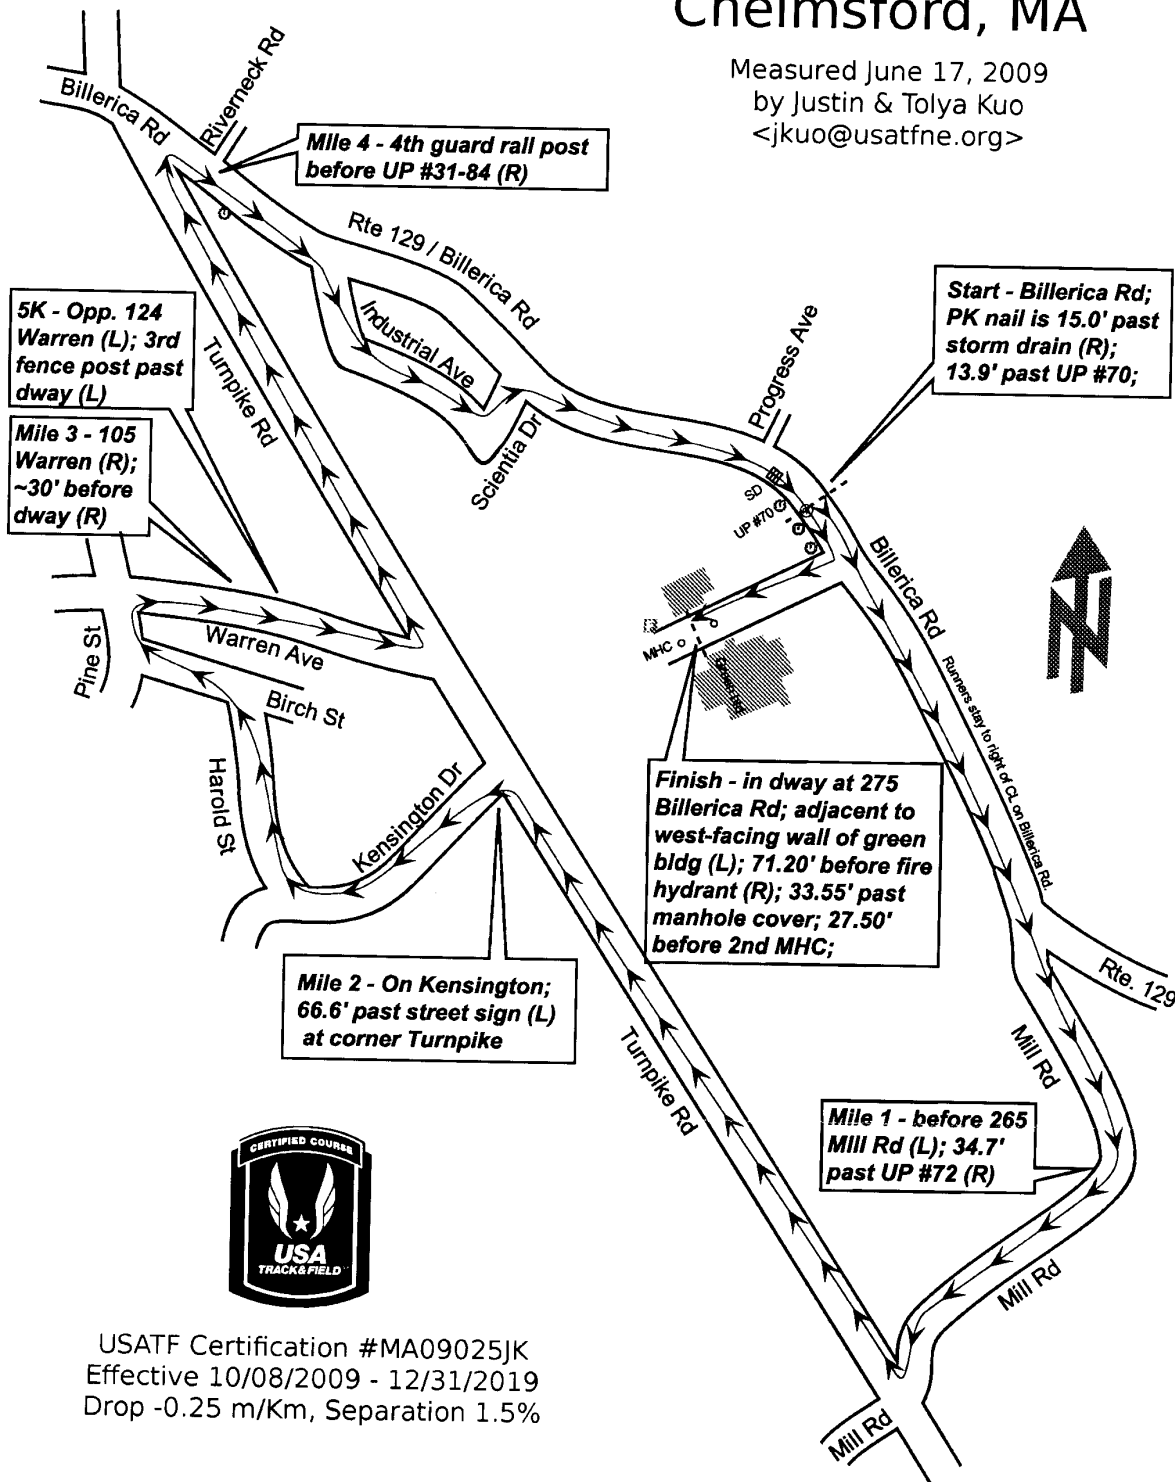 Chelmsford, MA
Measured June 17, 2009
by Justin & Tolya Kuo
<jkuo@usatfne.org>
Billerica Rd
Riverneck Rd
Mile 4 - 4th guard rail post
before UP #31-84 (R)
Rte 129 / Billerica Rd
Industrial Ave
Scientia Dr
Progress Ave
Start - Billerica Rd;
PK nail is 15.0' past
storm drain (R);
13.9' past UP #70;
5K - Opp. 124
Warren (L); 3rd
fence post past
dway (L)
Turnpike Rd
Mile 3 - 105
Warren (R);
~30' before
dway (R)
SD
UP #70
Billerica Rd
N
MHC
Green Bld
Runners stay to right of CL on Billerica Rd.
Pine St
Warren Ave
Birch St
Harold St
Kensington Dr
Finish - in dway at 275
Billerica Rd; adjacent to
west-facing wall of green
bldg (L); 71.20' before fire
hydrant (R); 33.55' past
manhole cover; 27.50'
before 2nd MHC;
Mile 2 - On Kensington;
66.6' past street sign (L)
at corner Turnpike
Rte. 129
Mill Rd
Turnpike Rd
Mile 1 - before 265
Mill Rd (L); 34.7'
past UP #72 (R)
Mill Rd
Mill Rd
CERTIFIED COURSE
USA
TRACK&FIELD
USATF Certification #MA09025JK
Effective 10/08/2009 - 12/31/2019
Drop -0.25 m/Km, Separation 1.5%